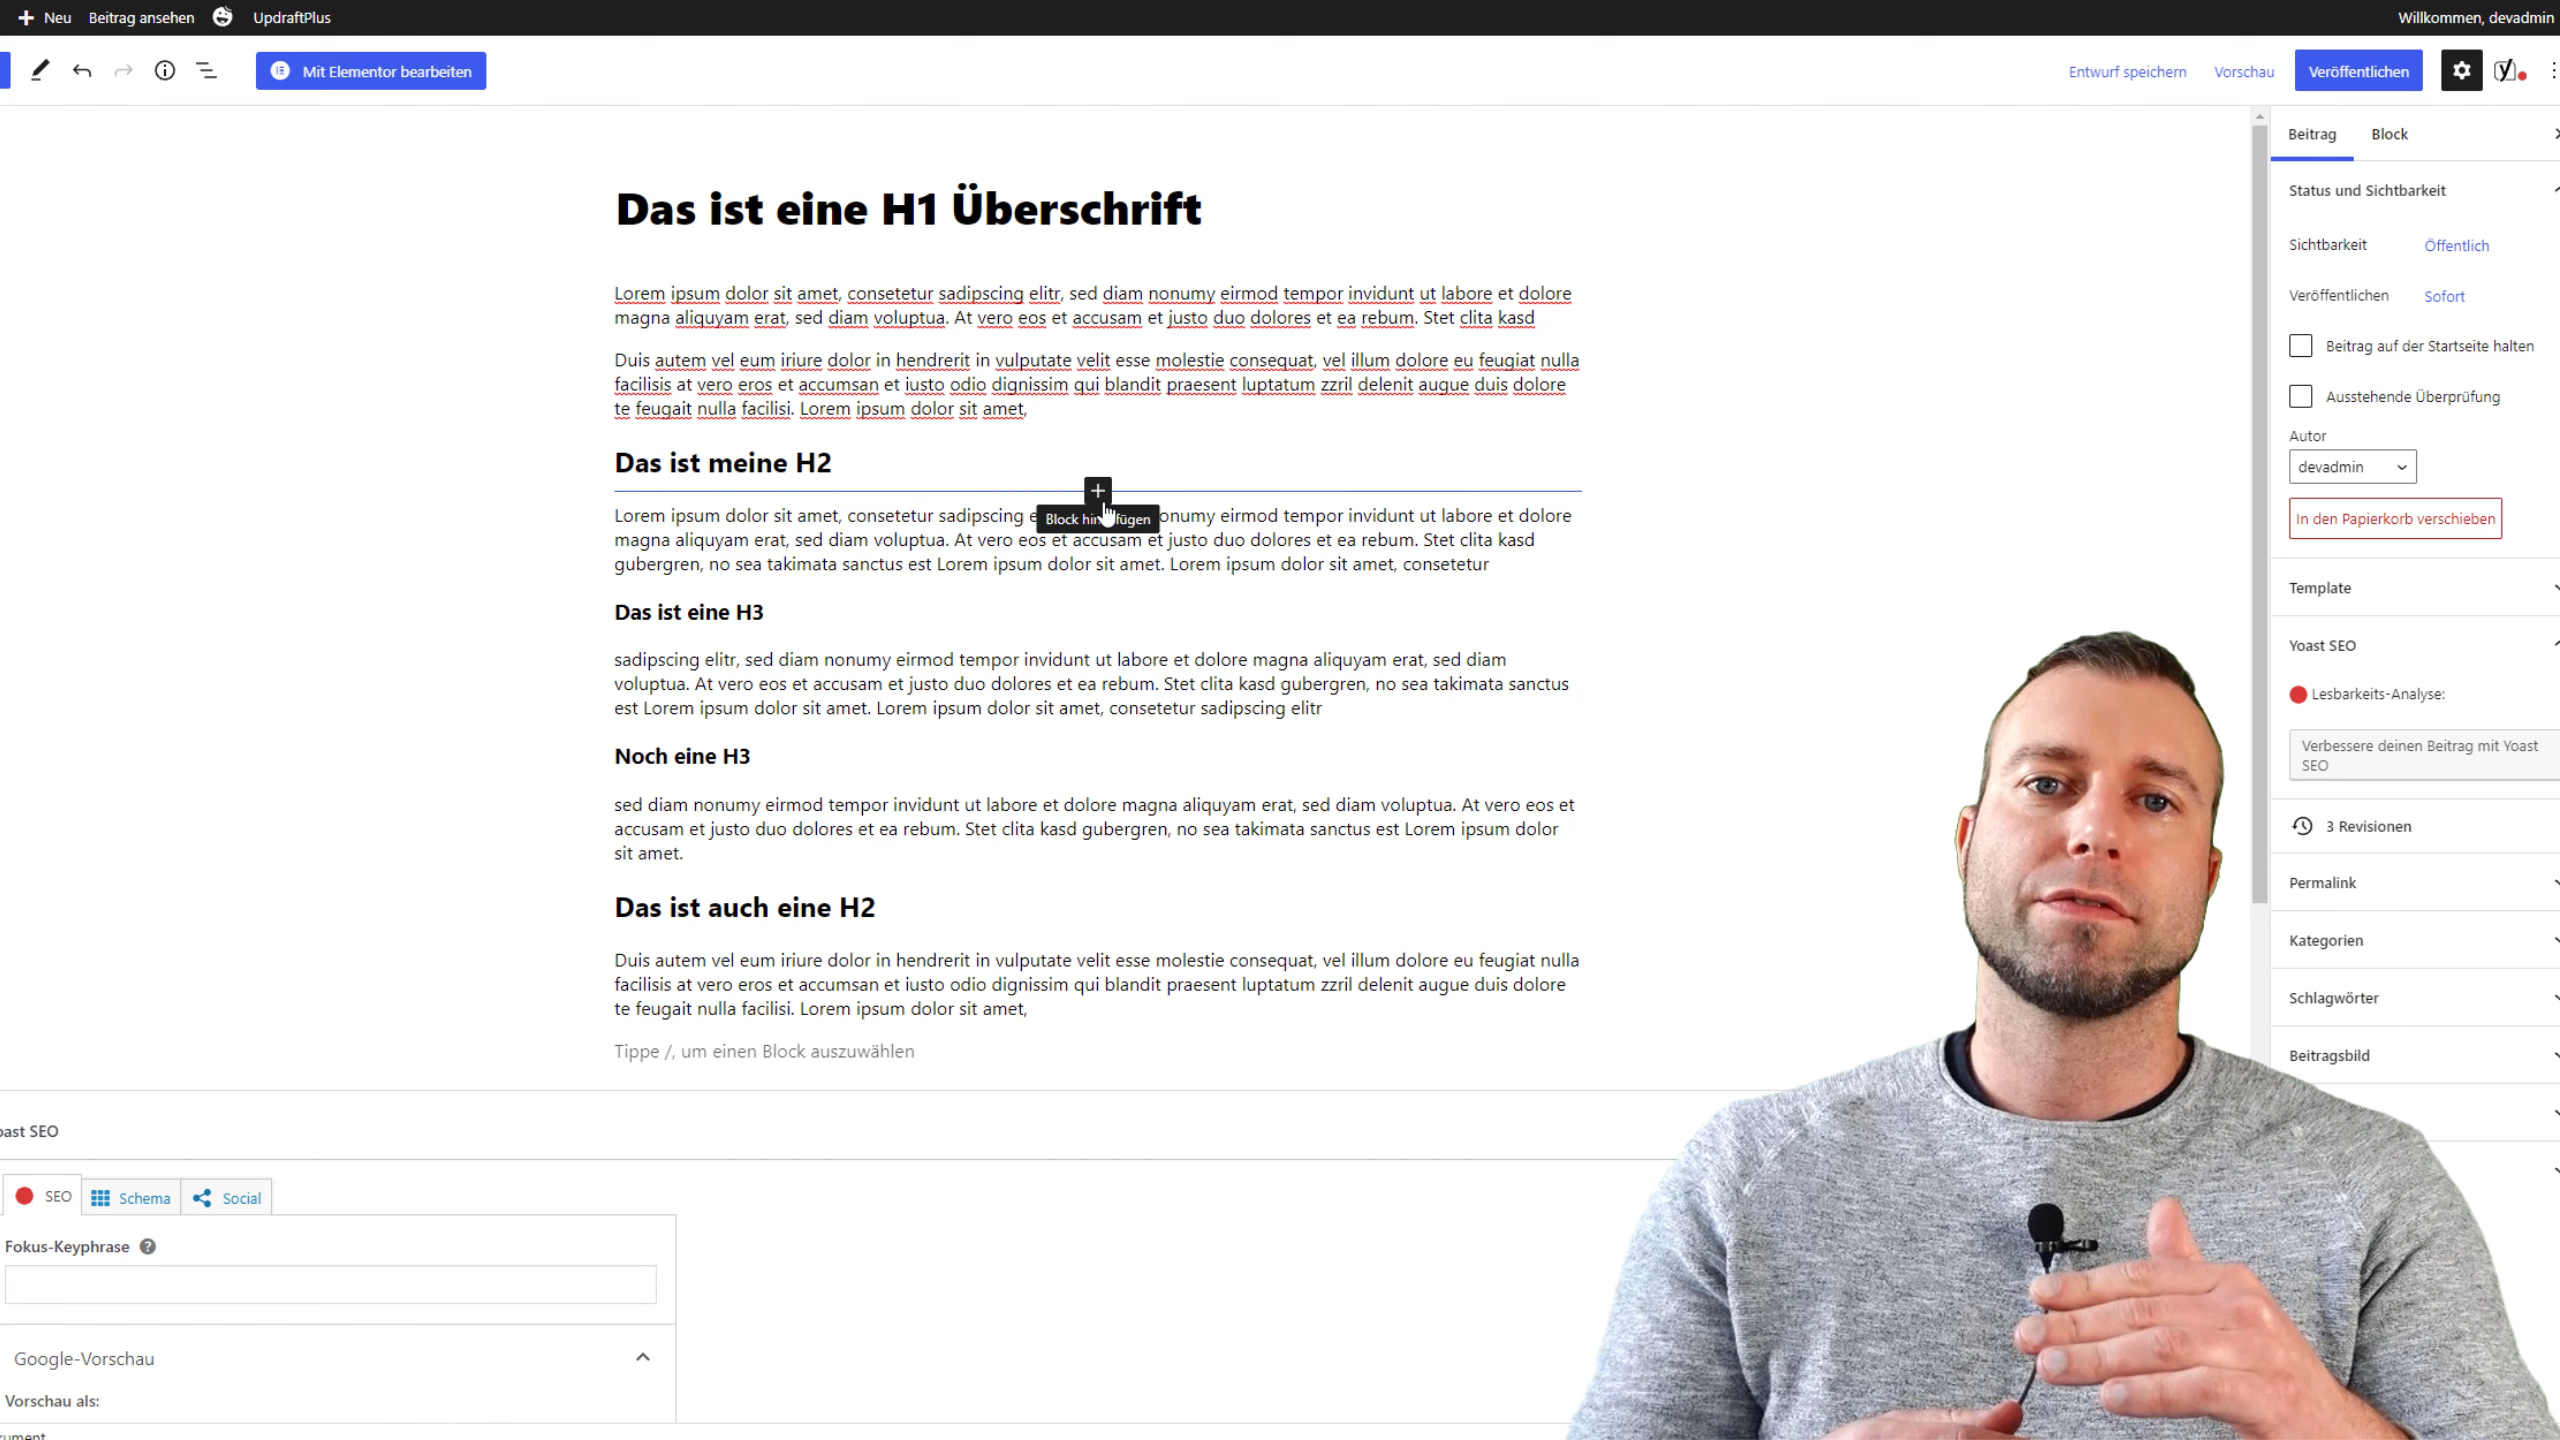 Neu Beitrag ansehen UpdraftPlus Willkommen, devadmin
Mit Elementor bearbeiten Entwurf speichern Vorschau Veröffentlichen
Beitrag Block
Das ist eine H1 Überschrift
Lorem ipsum dolor sit amet, consetetur sadipscing elitr, sed diam nonumy eirmod tempor invidunt ut labore et dolore
magna aliquyam erat, sed diam voluptua. At vero eos et accusam et justo duo dolores et ea rebum. Stet clita kasd
Duis autem vel eum iriure dolor in hendrerit in vulputate velit esse molestie consequat, vel illum dolore eu feugiat nulla
facilisis at vero eros et accumsan et iusto odio dignissim qui blandit praesent luptatum zzril delenit augue duis dolore
te feugait nulla facilisi. Lorem ipsum dolor sit amet,
Das ist meine H2
Block hinzufügen
Lorem ipsum dolor sit amet, consetetur sadipscing onumy eirmod tempor invidunt ut labore et dolore
magna aliquyam erat, sed diam voluptua. At vero eos et accusam et justo duo dolores et ea rebum. Stet clita kasd
gubergren, no sea takimata sanctus est Lorem ipsum dolor sit amet. Lorem ipsum dolor sit amet, consetetur
Das ist eine H3
sadipscing elitr, sed diam nonumy eirmod tempor invidunt ut labore et dolore magna aliquyam erat, sed diam
voluptua. At vero eos et accusam et justo duo dolores et ea rebum. Stet clita kasd gubergren, no sea takimata sanctus
est Lorem ipsum dolor sit amet. Lorem ipsum dolor sit amet, consetetur sadipscing elitr
Noch eine H3
sed diam nonumy eirmod tempor invidunt ut labore et dolore magna aliquyam erat, sed diam voluptua. At vero eos et
accusam et justo duo dolores et ea rebum. Stet clita kasd gubergren, no sea takimata sanctus est Lorem ipsum dolor
sit amet.
Das ist auch eine H2
Duis autem vel eum iriure dolor in hendrerit in vulputate velit esse molestie consequat, vel illum dolore eu feugiat nulla
facilisis at vero eros et accumsan et iusto odio dignissim qui blandit praesent luptatum zzril delenit augue duis dolore
te feugait nulla facilisi. Lorem ipsum dolor sit amet,
Tippe /, um einen Block auszuwählen
Status und Sichtbarkeit
Sichtbarkeit Öffentlich
Veröffentlichen Sofort
Beitrag auf der Startseite halten
Ausstehende Überprüfung
Autor
devadmin
In den Papierkorb verschieben
Template
Yoast SEO
Lesbarkeits-Analyse:
Verbessere deinen Beitrag mit Yoast
SEO
3 Revisionen
Permalink
Kategorien
Schlagwörter
Beitragsbild
oast SEO
SEO Schema Social
Fokus-Keyphrase
Google-Vorschau
Vorschau als: